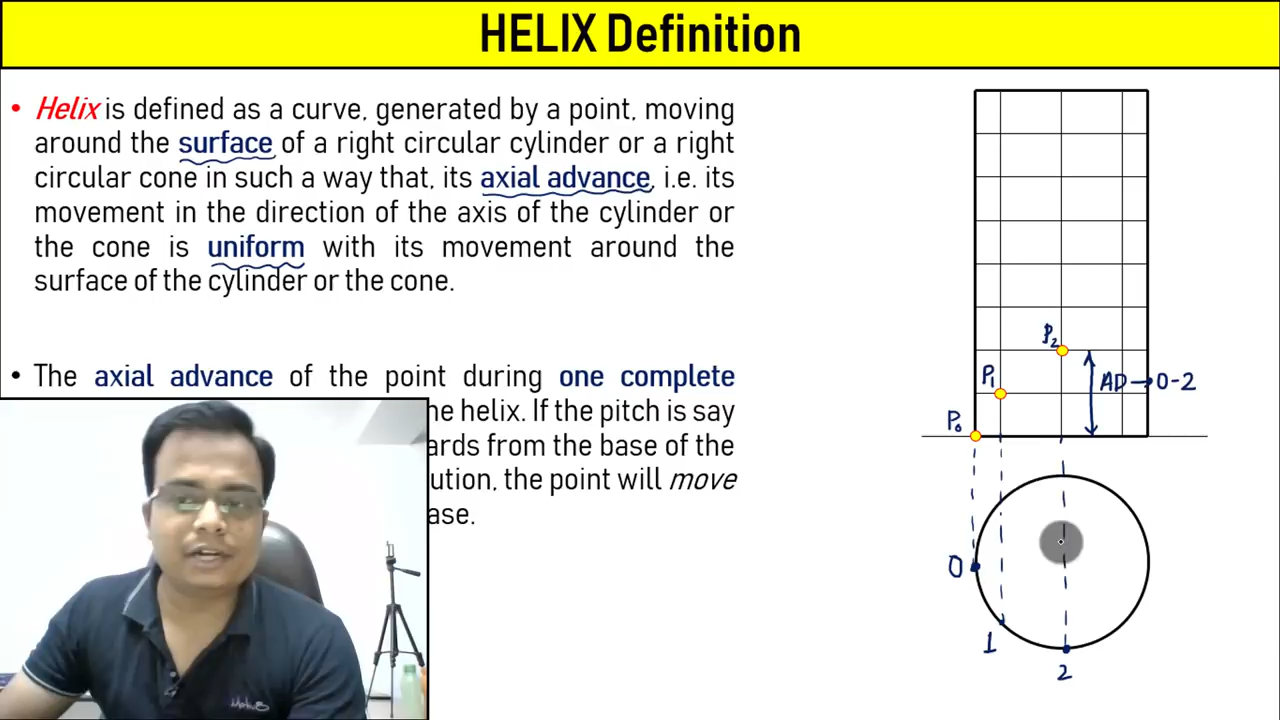 HELIX Definition
• Helix is defined as a curve, generated by a point, moving
around the surface of a right circular cylinder or a right
circular cone in such a way that, its axial advance, i.e. its
movement in the direction of the axis of the cylinder or
the cone is uniform with its movement around the
surface of the cylinder or the cone.
• The axial advance of the point during one complete
he helix. If the pitch is say
ards from the base of the
ution, the point will move
ase.
P2
P1
AD → 0-2
P0
0
1
2